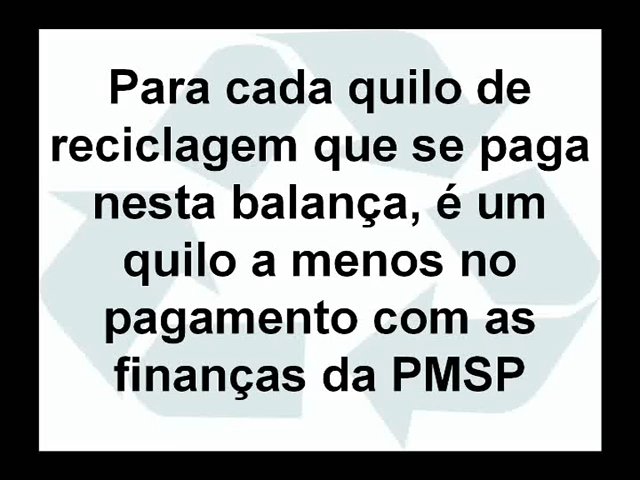 Para cada quilo de
reciclagem que se paga
nesta balança, é um
quilo a menos no
pagamento com as
finanças da PMSP